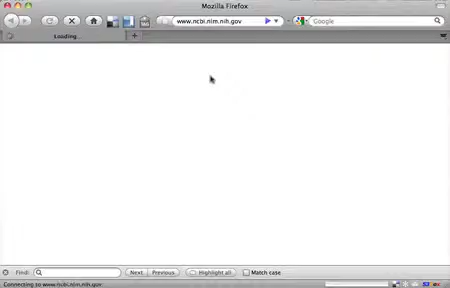 Mozilla Firefox
www.ncbi.nlm.nih.gov
Google
Loading...
Find:
Next
Previous
Highlight all
Match case
Connecting to www.ncbi.nlm.nih.gov